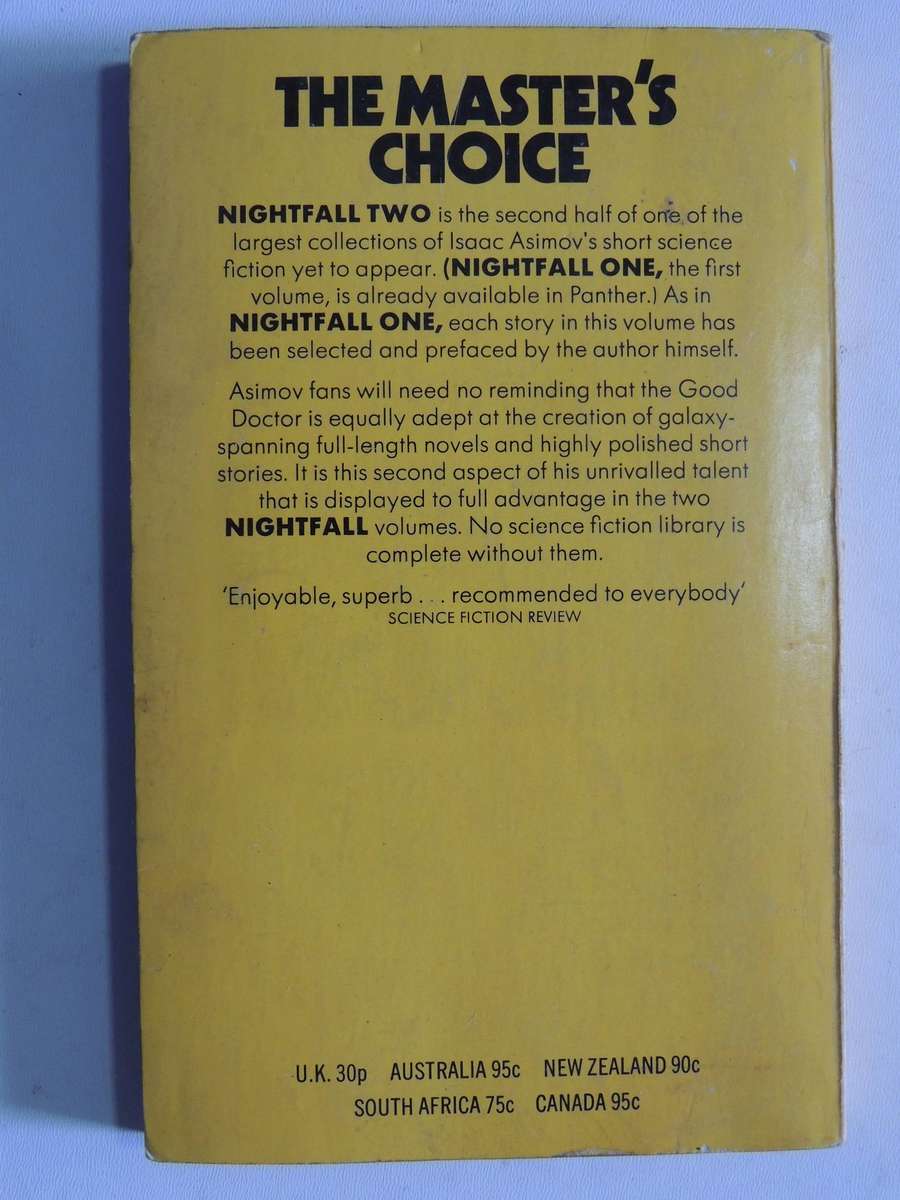 THE MASTER'S
CHOICE
NIGHTFALL TWO is the second half of one of the
largest collections of Isaac Asimov's short science
fiction yet to appear. (NIGHTFALL ONE, the first
volume, is already available in Panther.) As in
NIGHTFALL ONE, each story in this volume has
been selected and prefaced by the author himself.
Asimov fans will need no reminding that the Good
Doctor is equally adept at the creation of galaxy-
spanning full-length novels and highly polished short
stories. It is this second aspect of his unrivalled talent
that is displayed to full advantage in the two
NIGHTFALL volumes. No science fiction library is
complete without them.
'Enjoyable, superb . . . recommended to everybody'
SCIENCE FICTION REVIEW
U.K. 30p AUSTRALIA 95c NEW ZEALAND 90c
SOUTH AFRICA 75c CANADA 95c